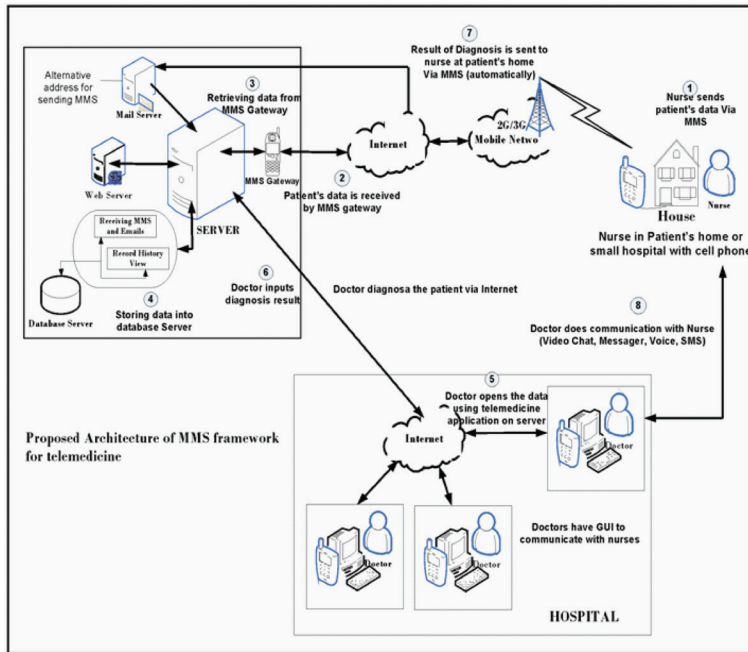 7
Result of Diagnosis is sent to
nurse at patient's home
Via MMS (automatically)
1
Nurse sends
patient's data Via
MMS
Alternative
address for
sending MMS
Mail Server
3
Retrieving data from
MMS Gateway
Internet
2G/3G
Mobile Netwo
Web Server
MMS Gateway
2
Patient's data is received
by MMS gateway
SERVER
House
Nurse
Nurse in Patient's home or
small hospital with cell phone
Receiving MMS
and Emails
Record History
View
4
Storing data into
database Server
Database Server
6
Doctor inputs
diagnosis result
Doctor diagnosa the patient via Internet
8
Doctor does communication with Nurse
(Video Chat, Messager, Voice, SMS)
5
Doctor opens the data
using telemedicine
application on server
Internet
Doctor
Proposed Architecture of MMS framework
for telemedicine
Doctor
Doctor
Doctors have GUI to
communicate with nurses
HOSPITAL